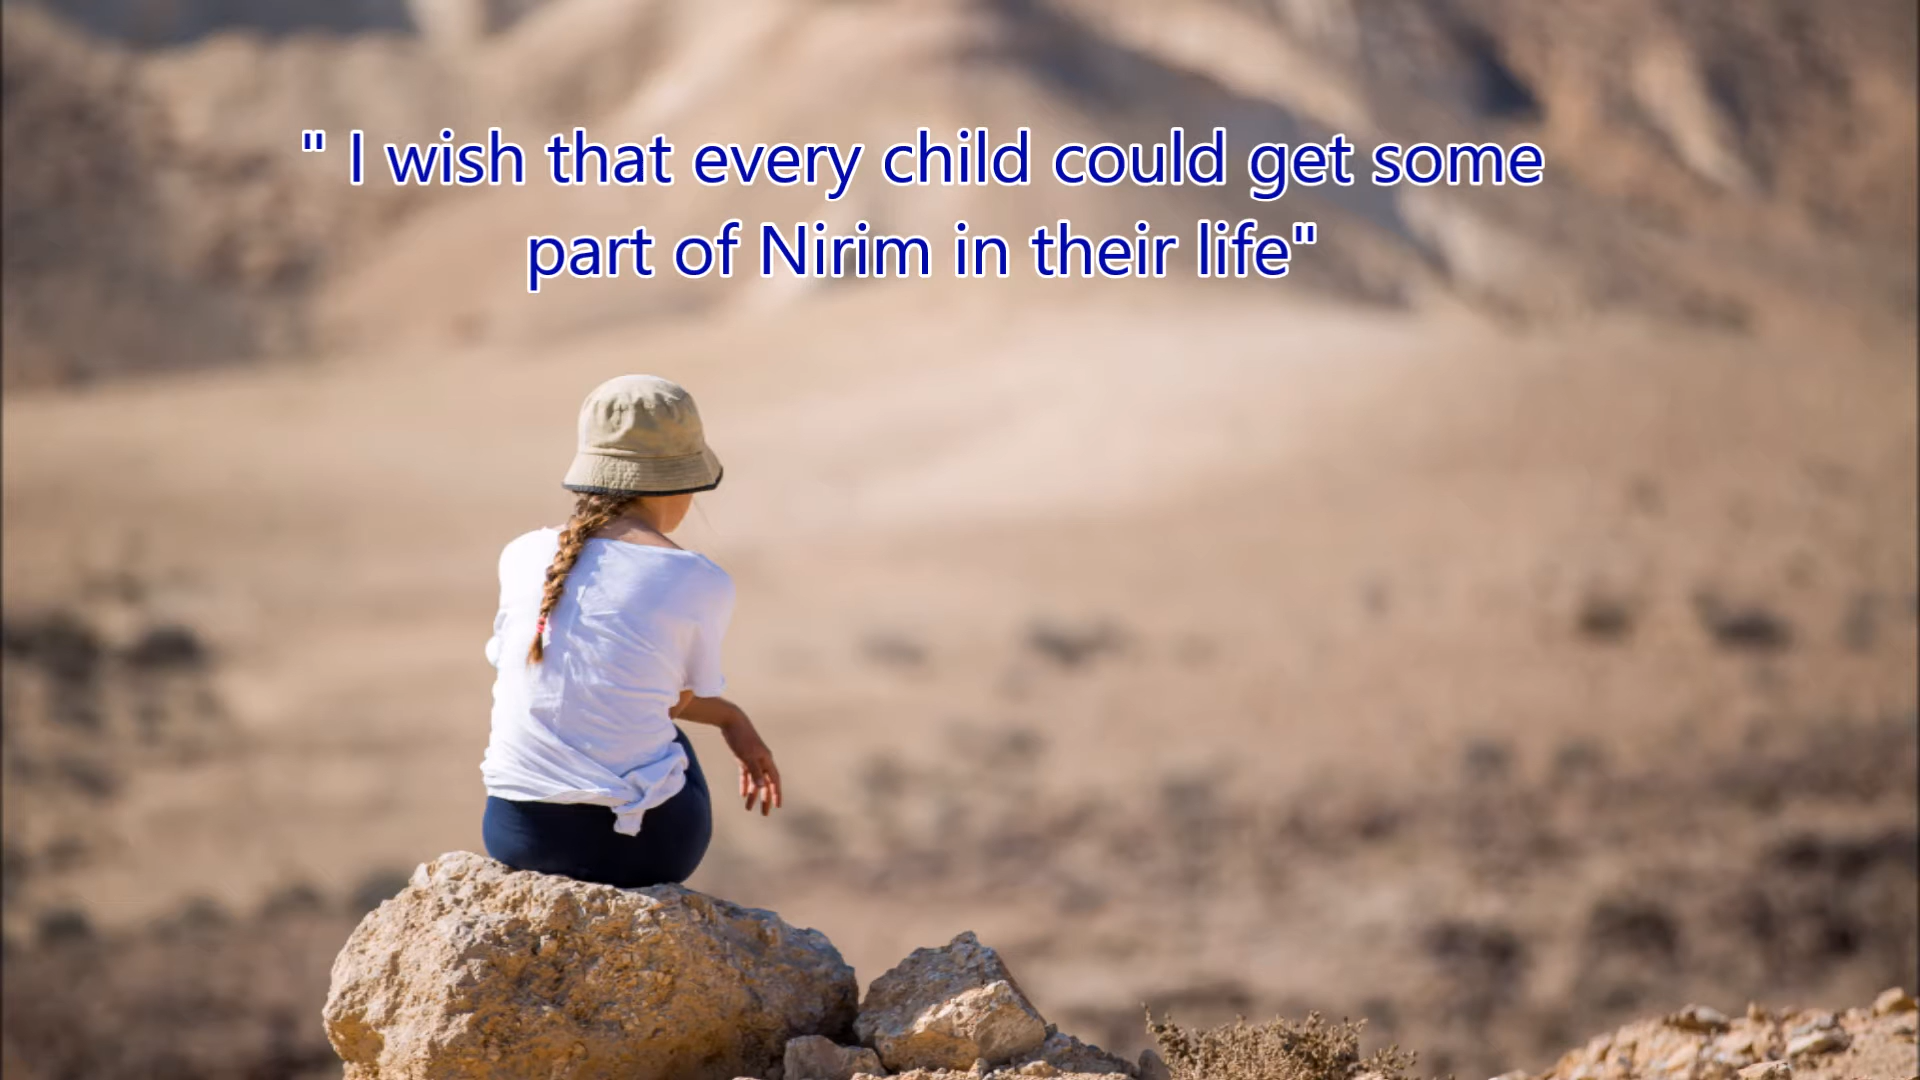 " I wish that every child could get some
part of Nirim in their life"